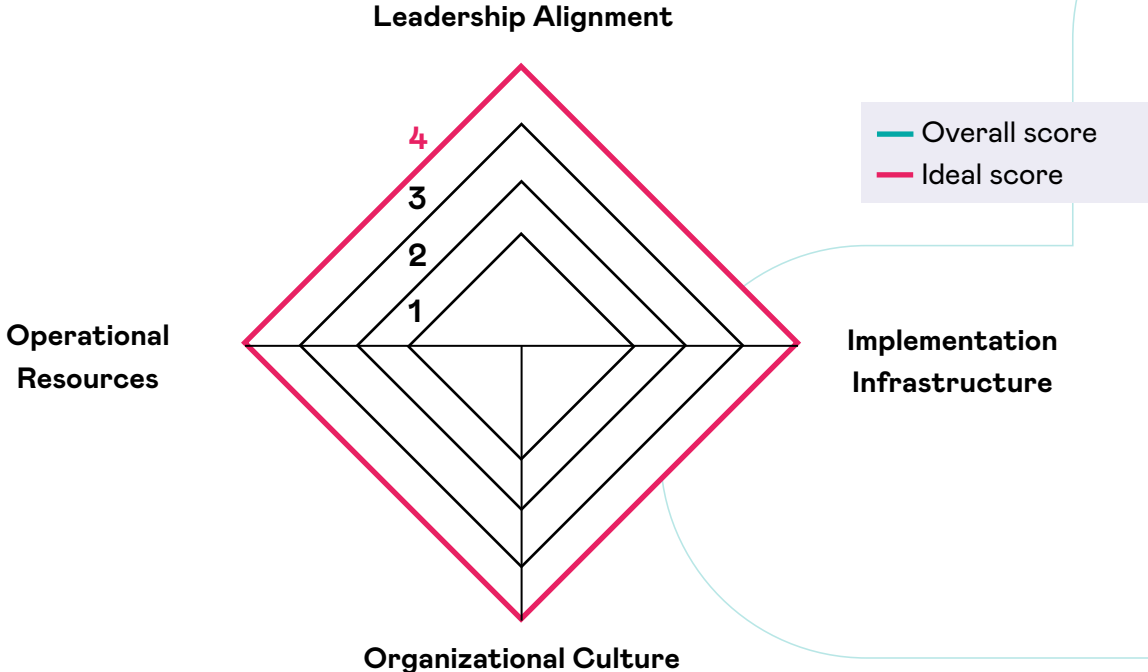 Leadership Alignment
4
3
2
1
Overall score
Ideal score
Operational
Resources
Implementation
Infrastructure
Organizational Culture